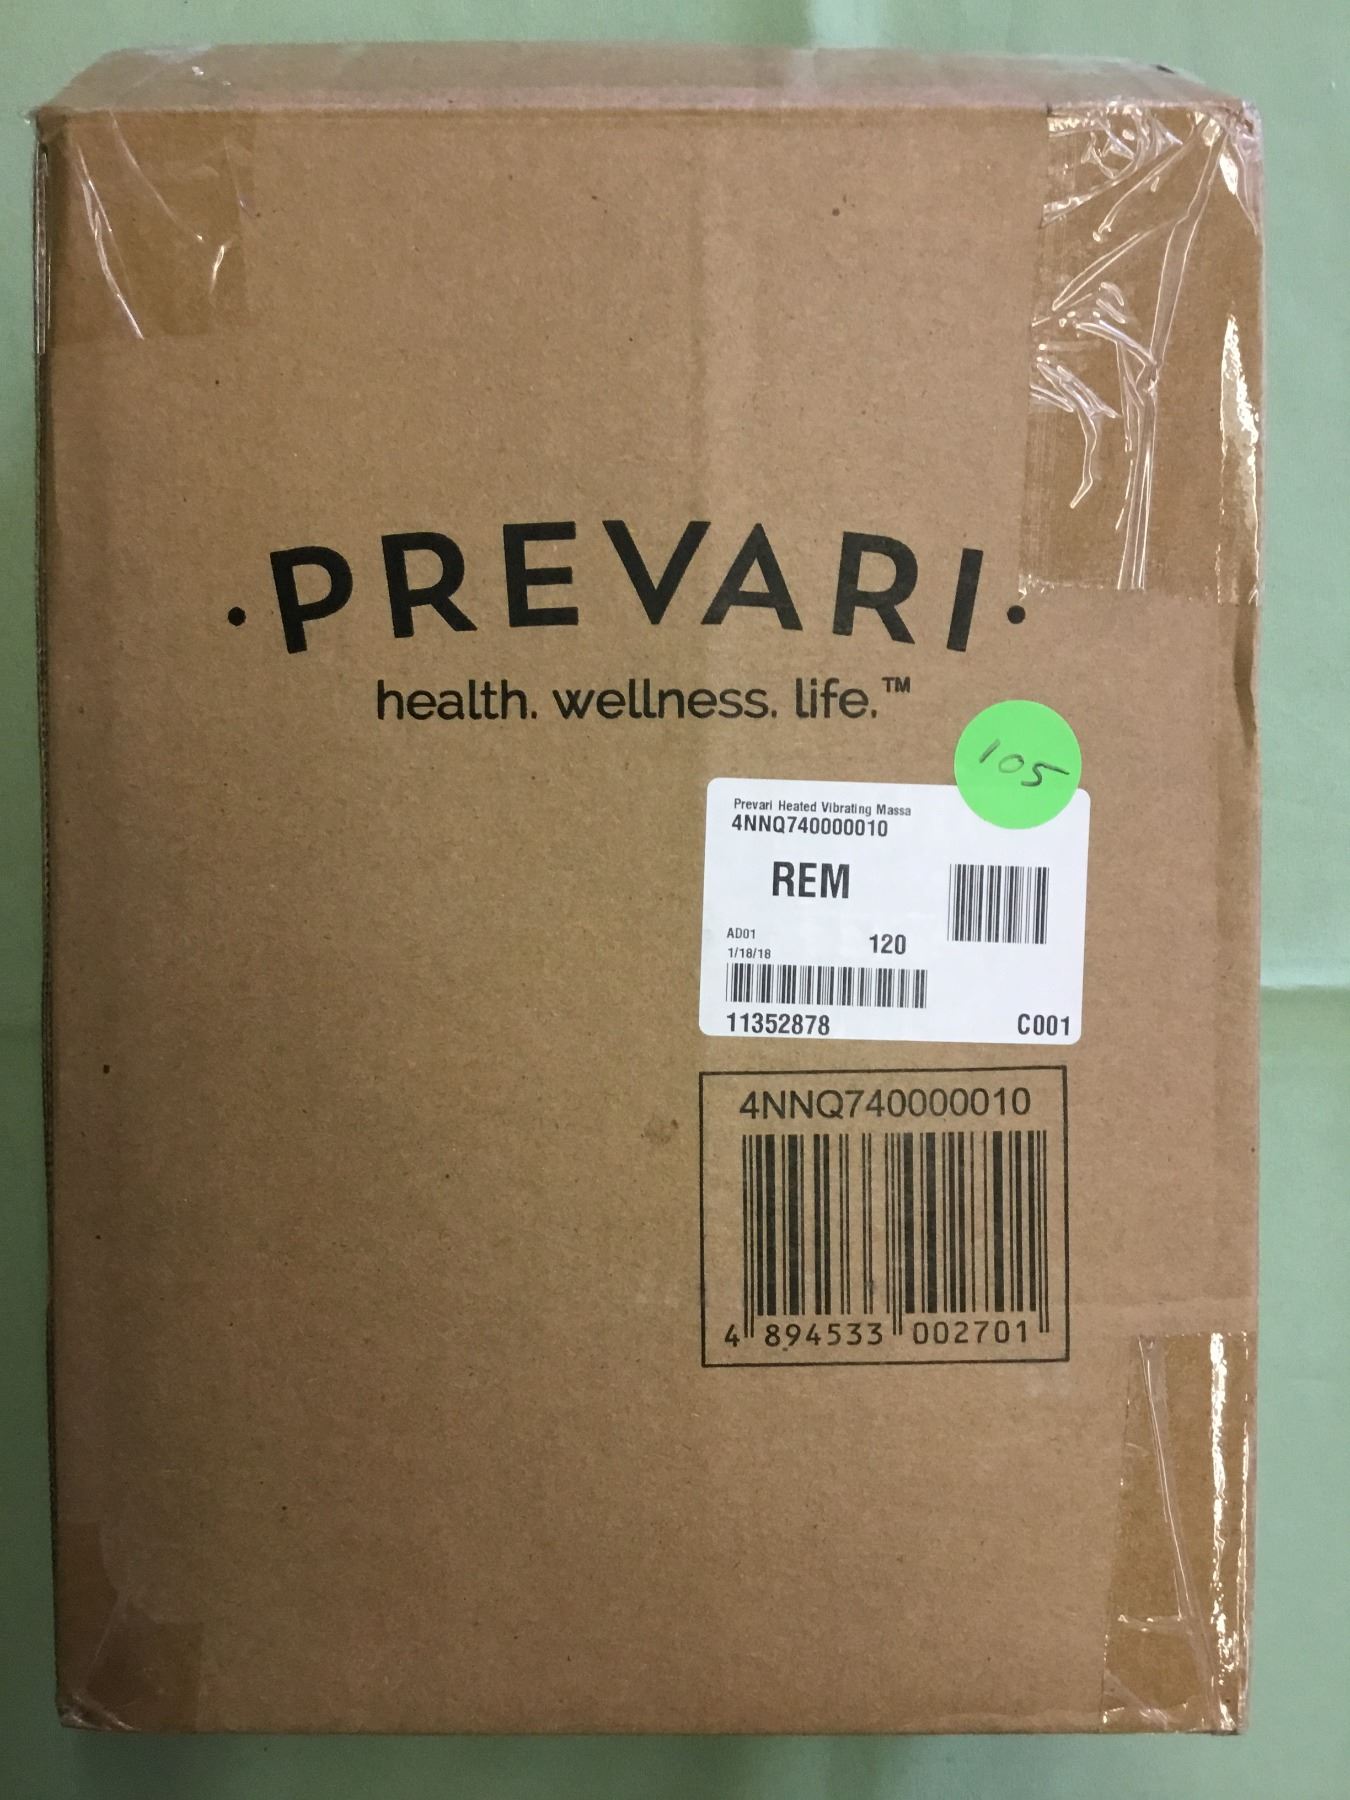 ·PREVARI·
health. wellness. life.™
105
Prevari Heated Vibrating Massa
4NNQ740000010
REM
AD01
120
1/18/18
11352878
C001
4NNQ740000010
4 894533 002701